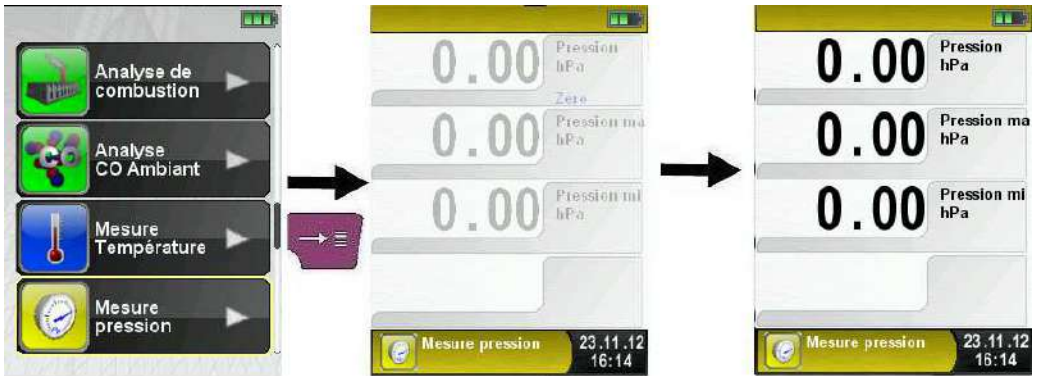 Analyse de
combustion
Analyse
CO Ambiant
CO
Mesure
Température
Mesure
pression
0.00 Pression
hPa
Zéro
0.00 Pression ma
hPa
0.00 Pression mi
hPa
Mesure pression
23.11.12
16:14
0.00 Pression
hPa
0.00 Pression ma
hPa
0.00 Pression mi
hPa
Mesure pression
23.11.12
16:14